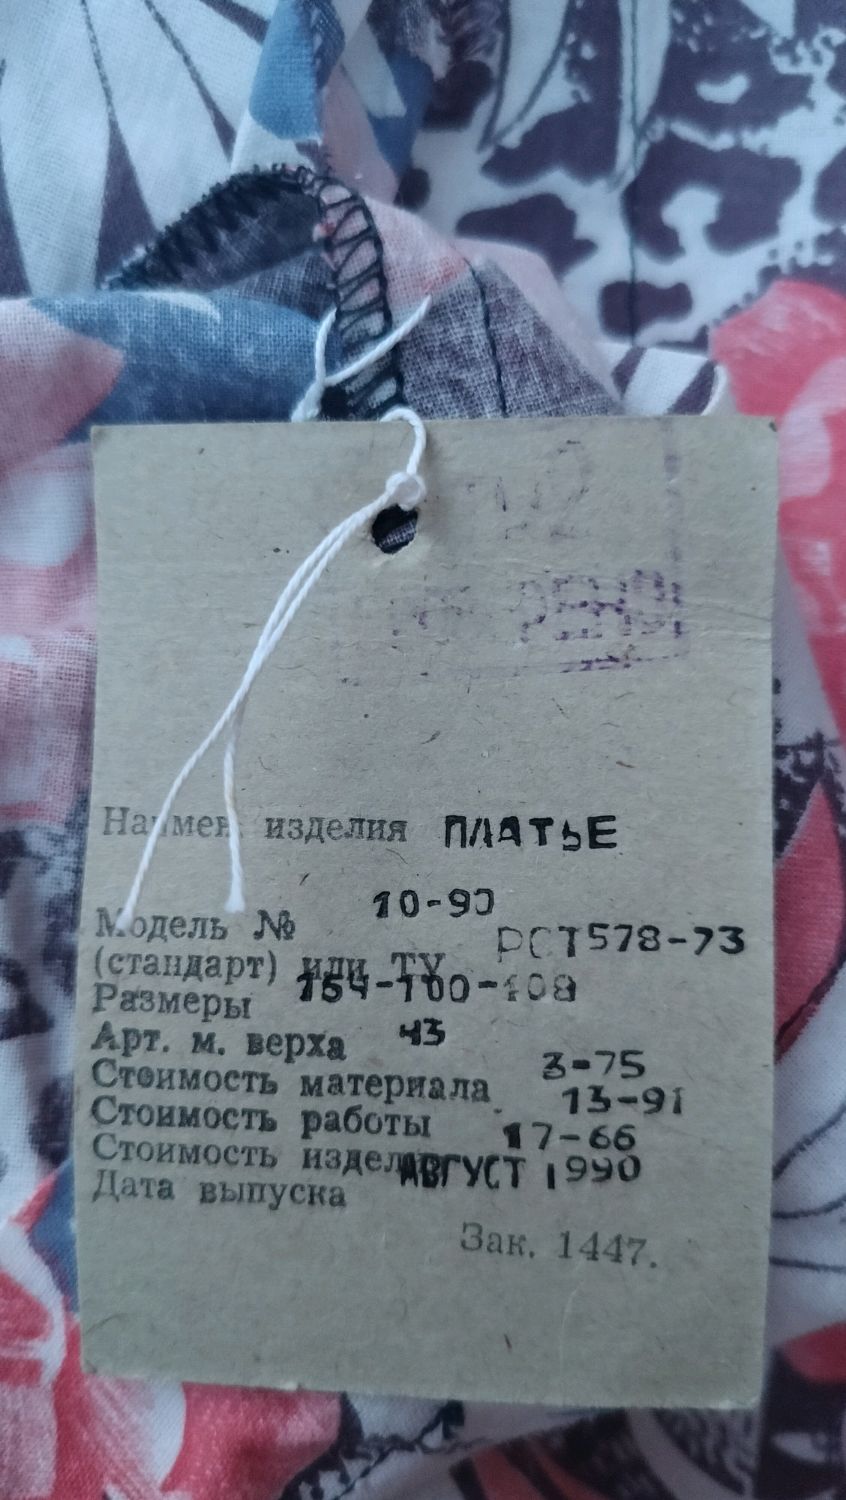 Наимен. изделия ПЛАТЬЕ
Модель № 10-90
(стандарт) или ТУ РСТ578-73
Размеры 164-100-108
Арт. м. верха 43
Стоимость материала 3-75
Стоимость работы 13-91
Стоимость изделия 17-66
Дата выпуска АВГУСТ 1990
Зак. 1447.